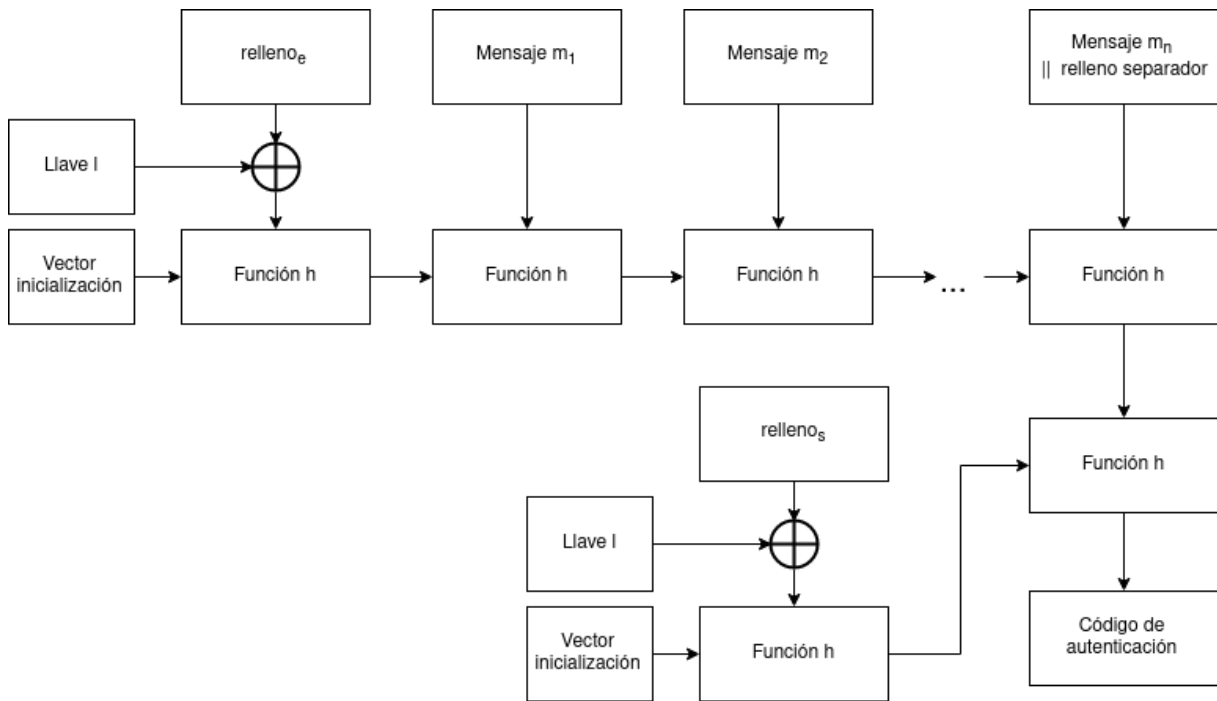 relleno_e
Mensaje m_1
Mensaje m_2
Mensaje m_n
|| relleno separador
Llave l
Vector
inicialización
Función h
Función h
Función h
...
Función h
relleno_s
Función h
Llave l
Vector
inicialización
Función h
Código de
autenticación